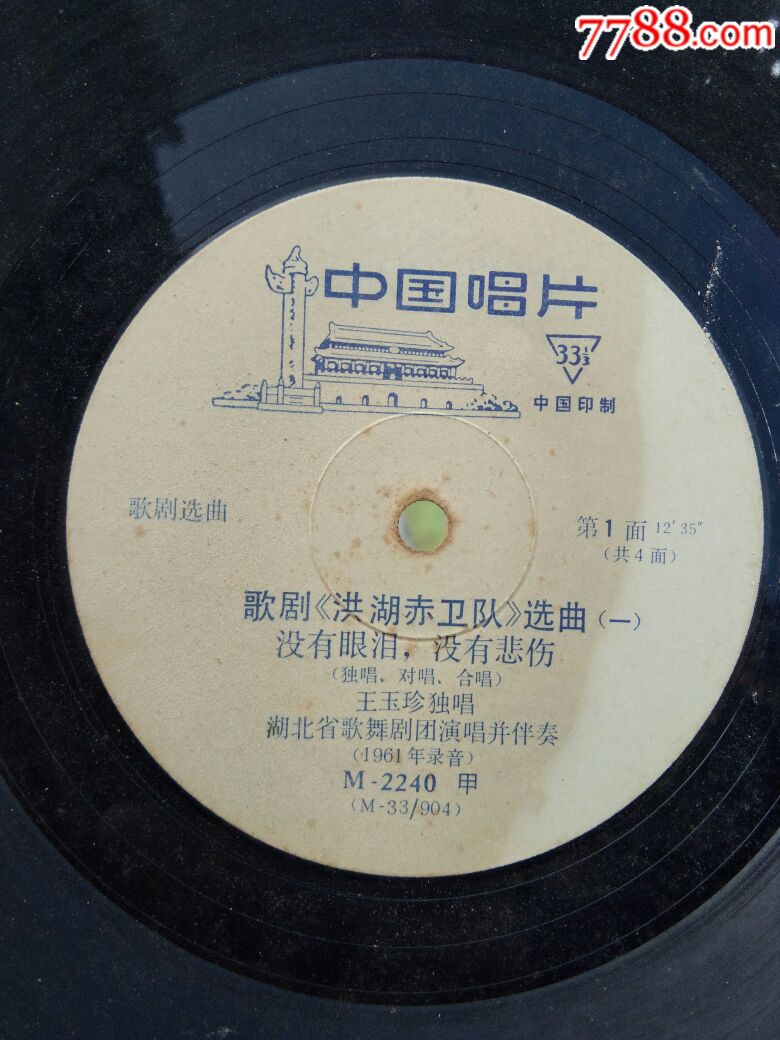 7788.com
中国唱片
33⅓
中国印制
歌剧选曲
第1面 12′35″
(共4面)
歌剧《洪湖赤卫队》选曲(一)
没有眼泪，没有悲伤
(独唱、对唱、合唱)
王玉珍独唱
湖北省歌舞剧团演唱并伴奏
(1961年录音)
M-2240 甲
(M-33/904)